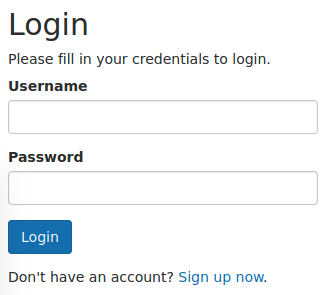 Login
Please fill in your credentials to login.
Username
Password
Login
Don't have an account? Sign up now.